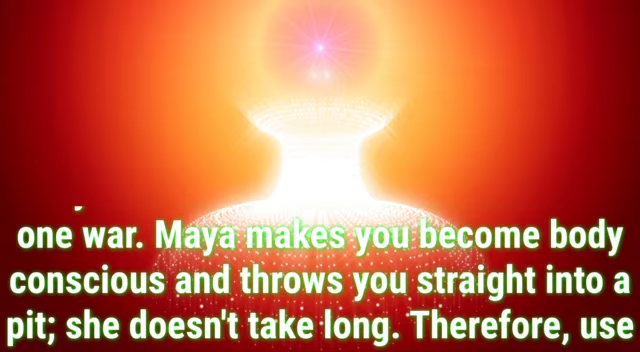 one war. Maya makes you become body
conscious and throws you straight into a
pit; she doesn't take long. Therefore, use